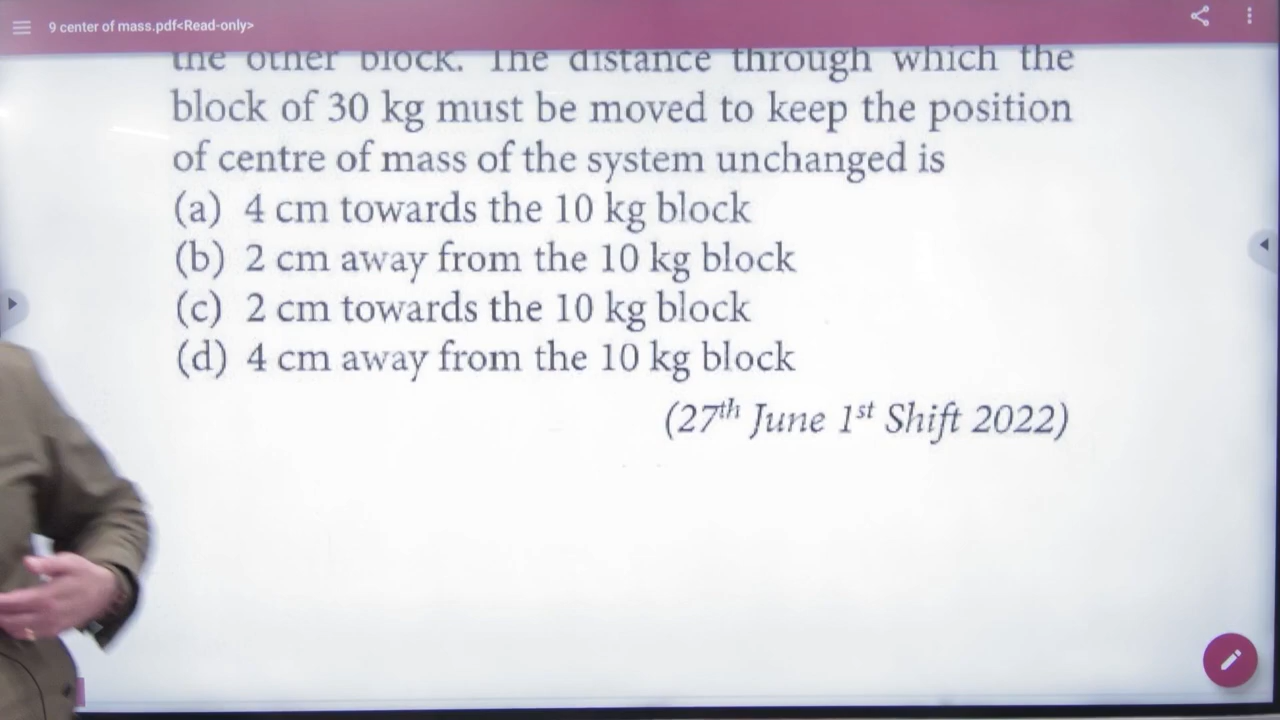 9 center of mass.pdf<Read-only>
the other block. The distance through which the
block of 30 kg must be moved to keep the position
of centre of mass of the system unchanged is
(a) 4 cm towards the 10 kg block
(b) 2 cm away from the 10 kg block
(c) 2 cm towards the 10 kg block
(d) 4 cm away from the 10 kg block
(27th June 1st Shift 2022)